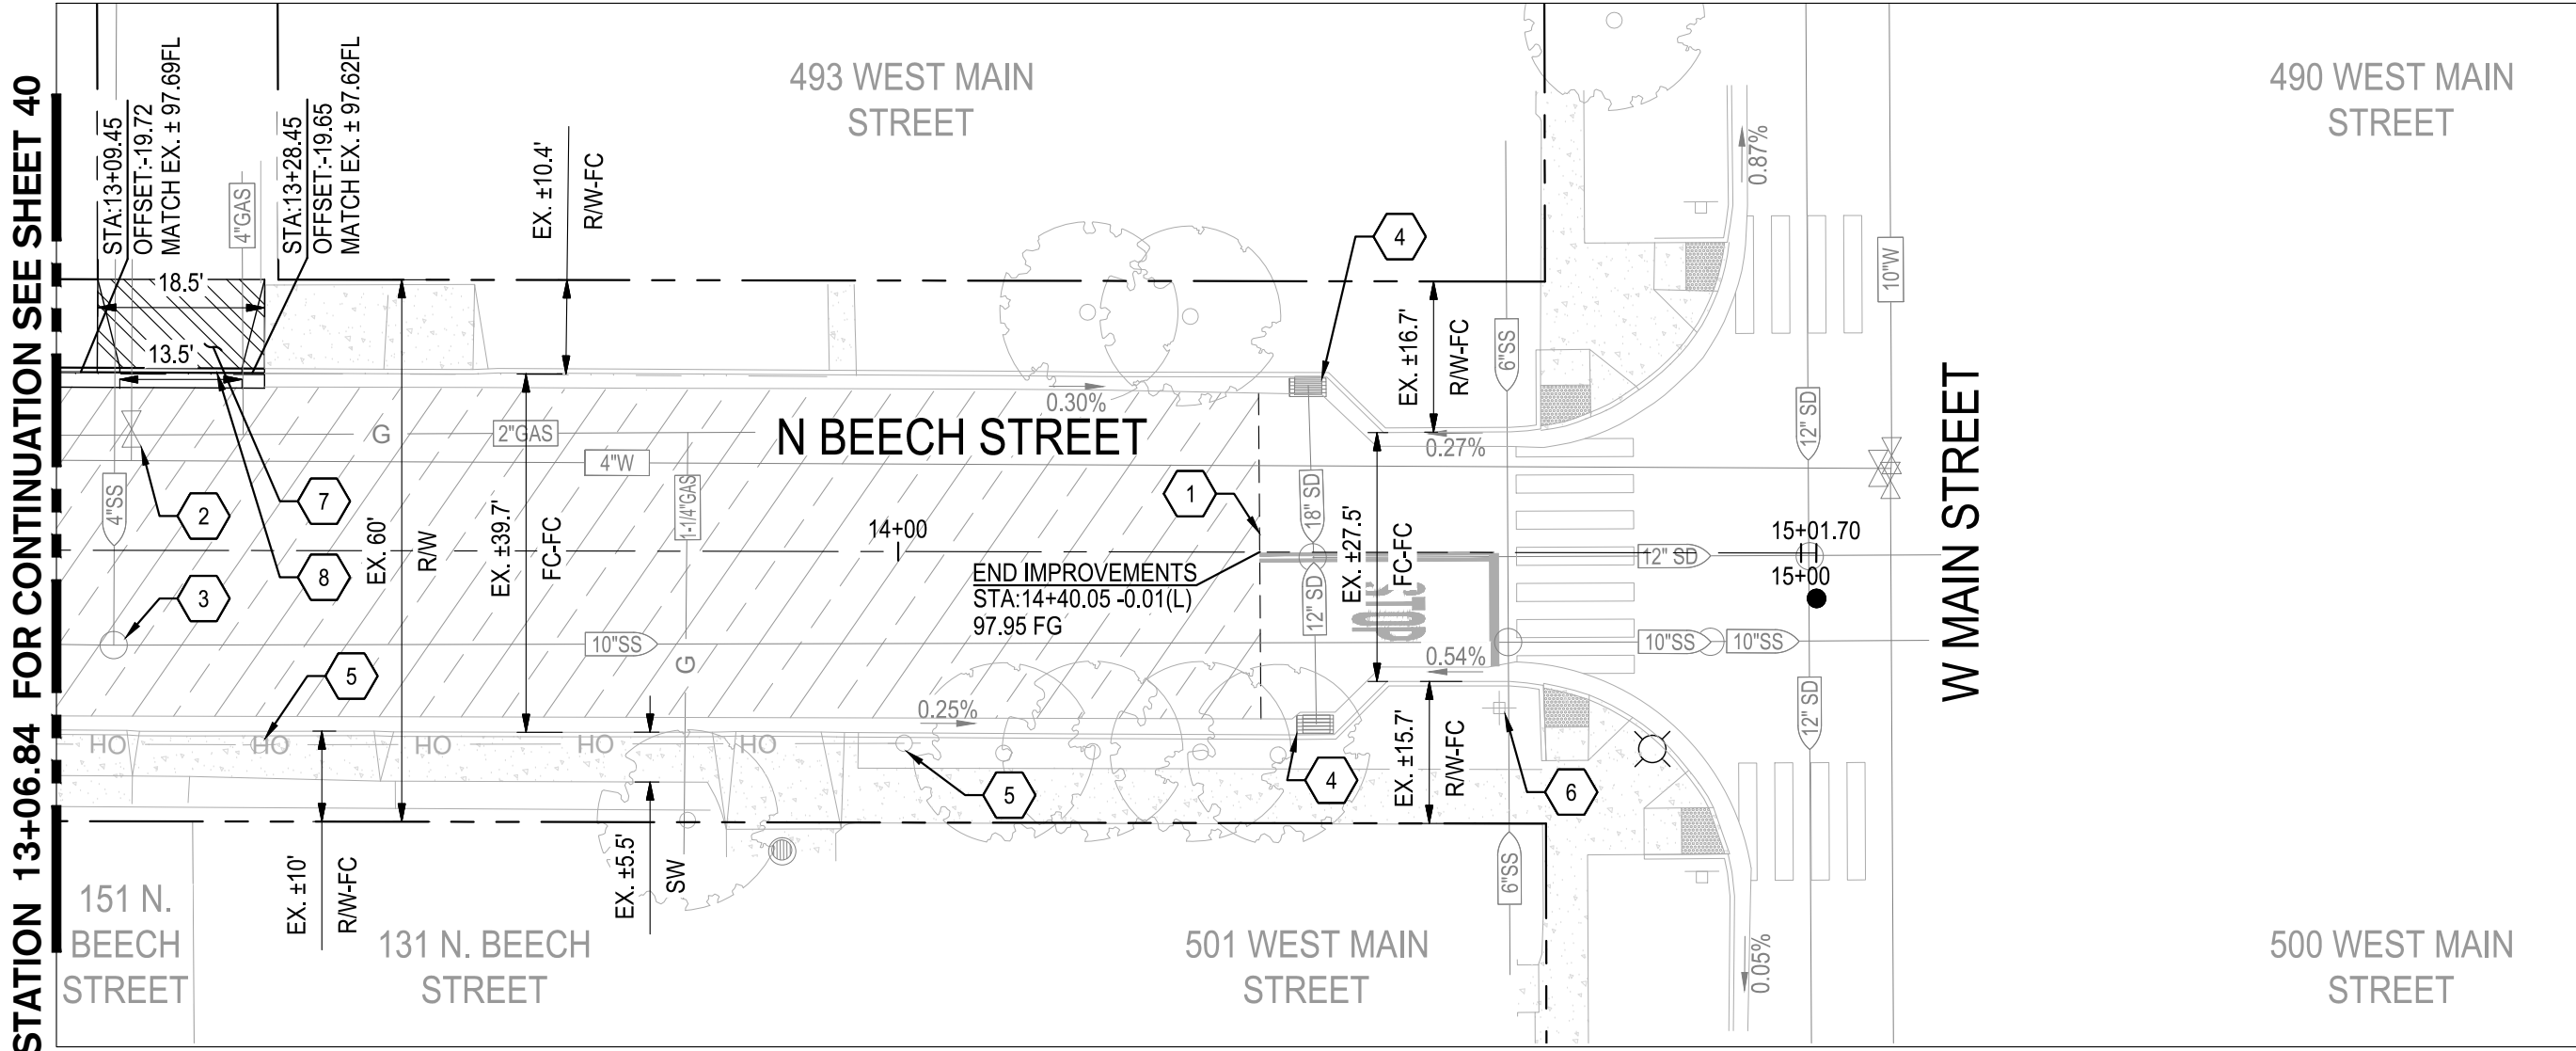 STATION 13+06.84 FOR CONTINUATION SEE SHEET 40
STA:13+09.45
OFFSET:-19.72
MATCH EX. ± 97.69FL
4"GAS
STA:13+28.45
OFFSET:-19.65
MATCH EX. ± 97.62FL
493 WEST MAIN
STREET
490 WEST MAIN
STREET
EX. ±10.4'
R/W-FC
0.87%
4
18.5'
13.5'
EX. ±16.7'
R/W-FC
6"SS
10"W
0.30%
N BEECH STREET
0.27%
12" SD
G
2"GAS
4"W
1-1/4"GAS
4"SS
2
7
8
3
5
EX. 60'
R/W
EX. ±39.7'
FC-FC
14+00
1
18" SD
END IMPROVEMENTS
STA:14+40.05 -0.01(L)
97.95 FG
12" SD
EX. ±27.5'
FC-FC
STOP
12" SD
15+01.70
15+00
W MAIN STREET
10"SS
G
10"SS
10"SS
0.54%
0.25%
12" SD
HO
HO
HO
HO
HO
5
4
6
EX. ±15.7'
R/W-FC
EX. ±10'
R/W-FC
EX. ±5.5'
SW
6"SS
151 N.
BEECH
STREET
131 N. BEECH
STREET
501 WEST MAIN
STREET
0.05%
500 WEST MAIN
STREET